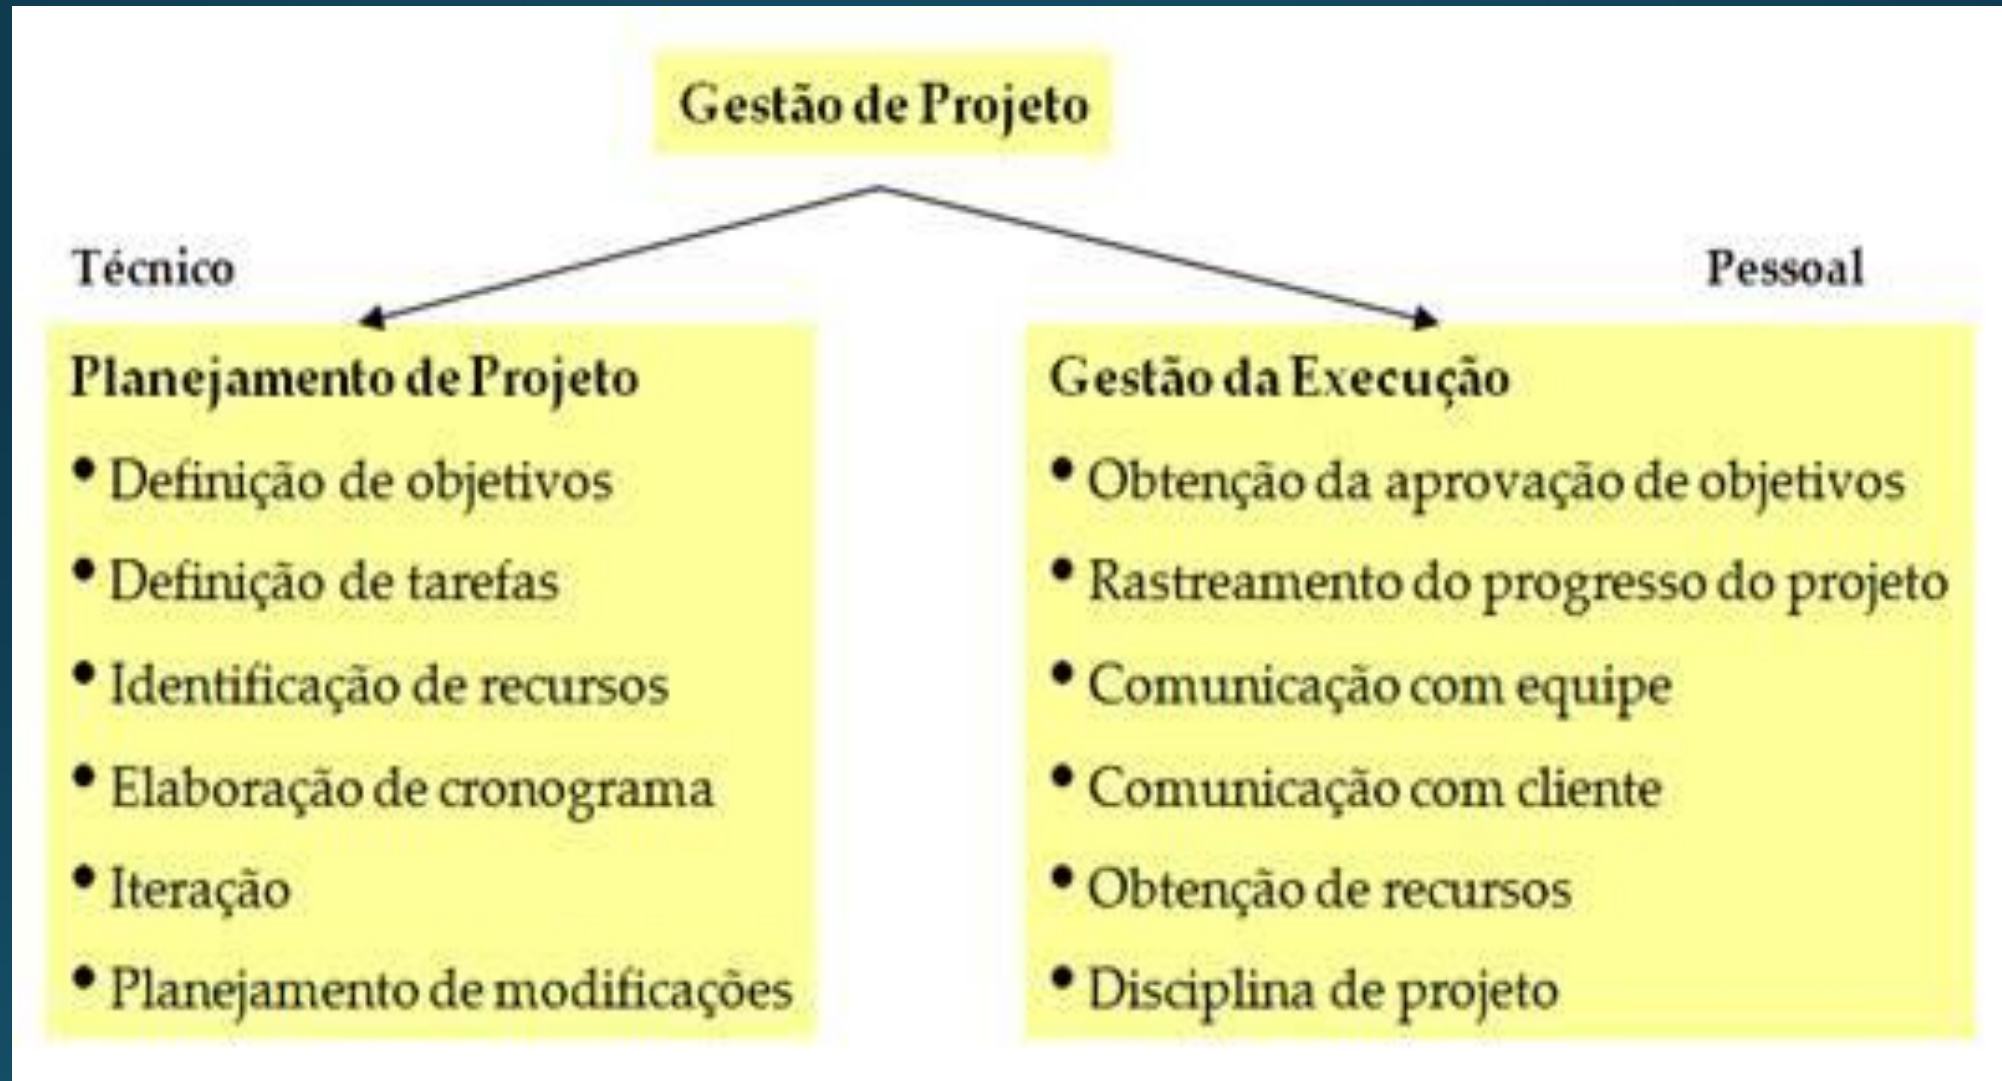 Gestão de Projeto
Técnico
Pessoal
Planejamento de Projeto
• Definição de objetivos
• Definição de tarefas
• Identificação de recursos
• Elaboração de cronograma
• Iteração
• Planejamento de modificações
Gestão da Execução
• Obtenção da aprovação de objetivos
• Rastreamento do progresso do projeto
• Comunicação com equipe
• Comunicação com cliente
• Obtenção de recursos
• Disciplina de projeto